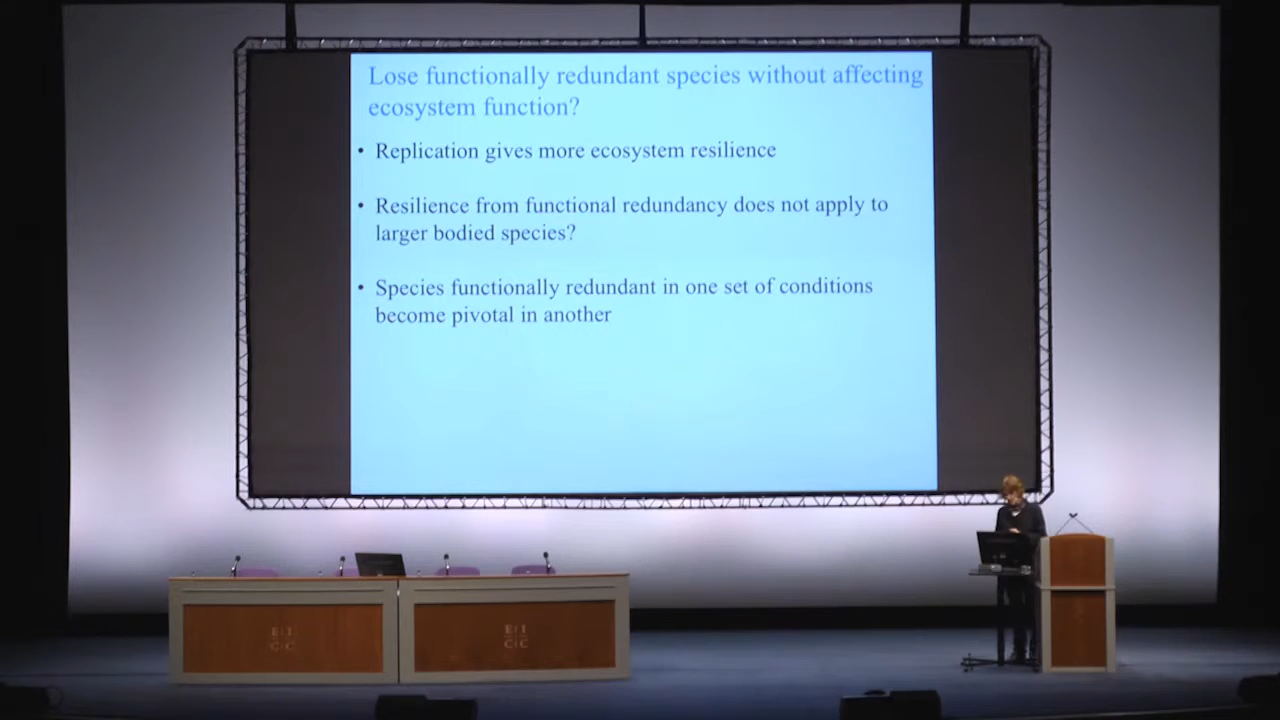 Lose functionally redundant species without affecting
ecosystem function?
• Replication gives more ecosystem resilience
• Resilience from functional redundancy does not apply to
larger bodied species?
• Species functionally redundant in one set of conditions
become pivotal in another
E I
C C
E I
C C